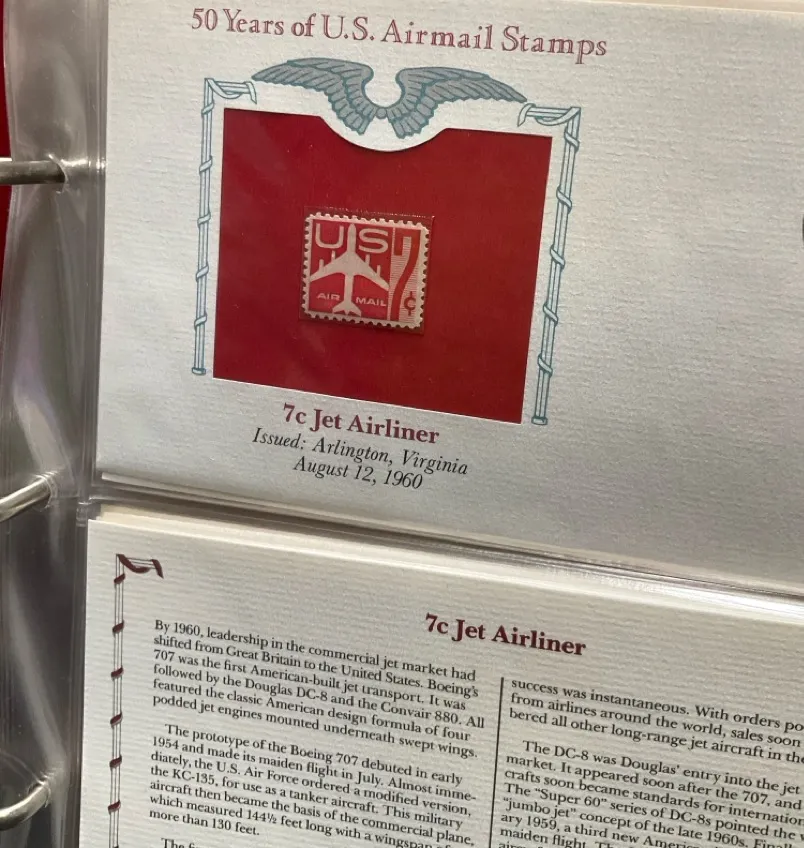 50 Years of U.S. Airmail Stamps
US 7¢
AIR MAIL
7c Jet Airliner
Issued: Arlington, Virginia
August 12, 1960
7c Jet Airliner
By 1960, leadership in the commercial jet market had
shifted from Great Britain to the United States. Boeing's
707 was the first American-built jet transport. It was
followed by the Douglas DC-8 and the Convair 880. All
featured the classic American design formula of four
podded jet engines mounted underneath swept wings.
The prototype of the Boeing 707 debuted in early
1954 and made its maiden flight in July. Almost imme-
diately, the U.S. Air Force ordered a modified version,
the KC-135, for use as a tanker aircraft. This military
aircraft then became the basis of the commercial plane,
which measured 144½ feet long with a wingspan of
more than 130 feet.
The
success was instantaneous. With orders
from airlines around the world, sales soon
bered all other long-range jet aircraft in
The DC-8 was Douglas' entry into the jet
market. It appeared soon after the 707, and
crafts soon became standards for
The "Super 60" series of DC-8s pointed the
"jumbo jet" concept of the late 1960s.
ary 1959, a third new
maiden flight.